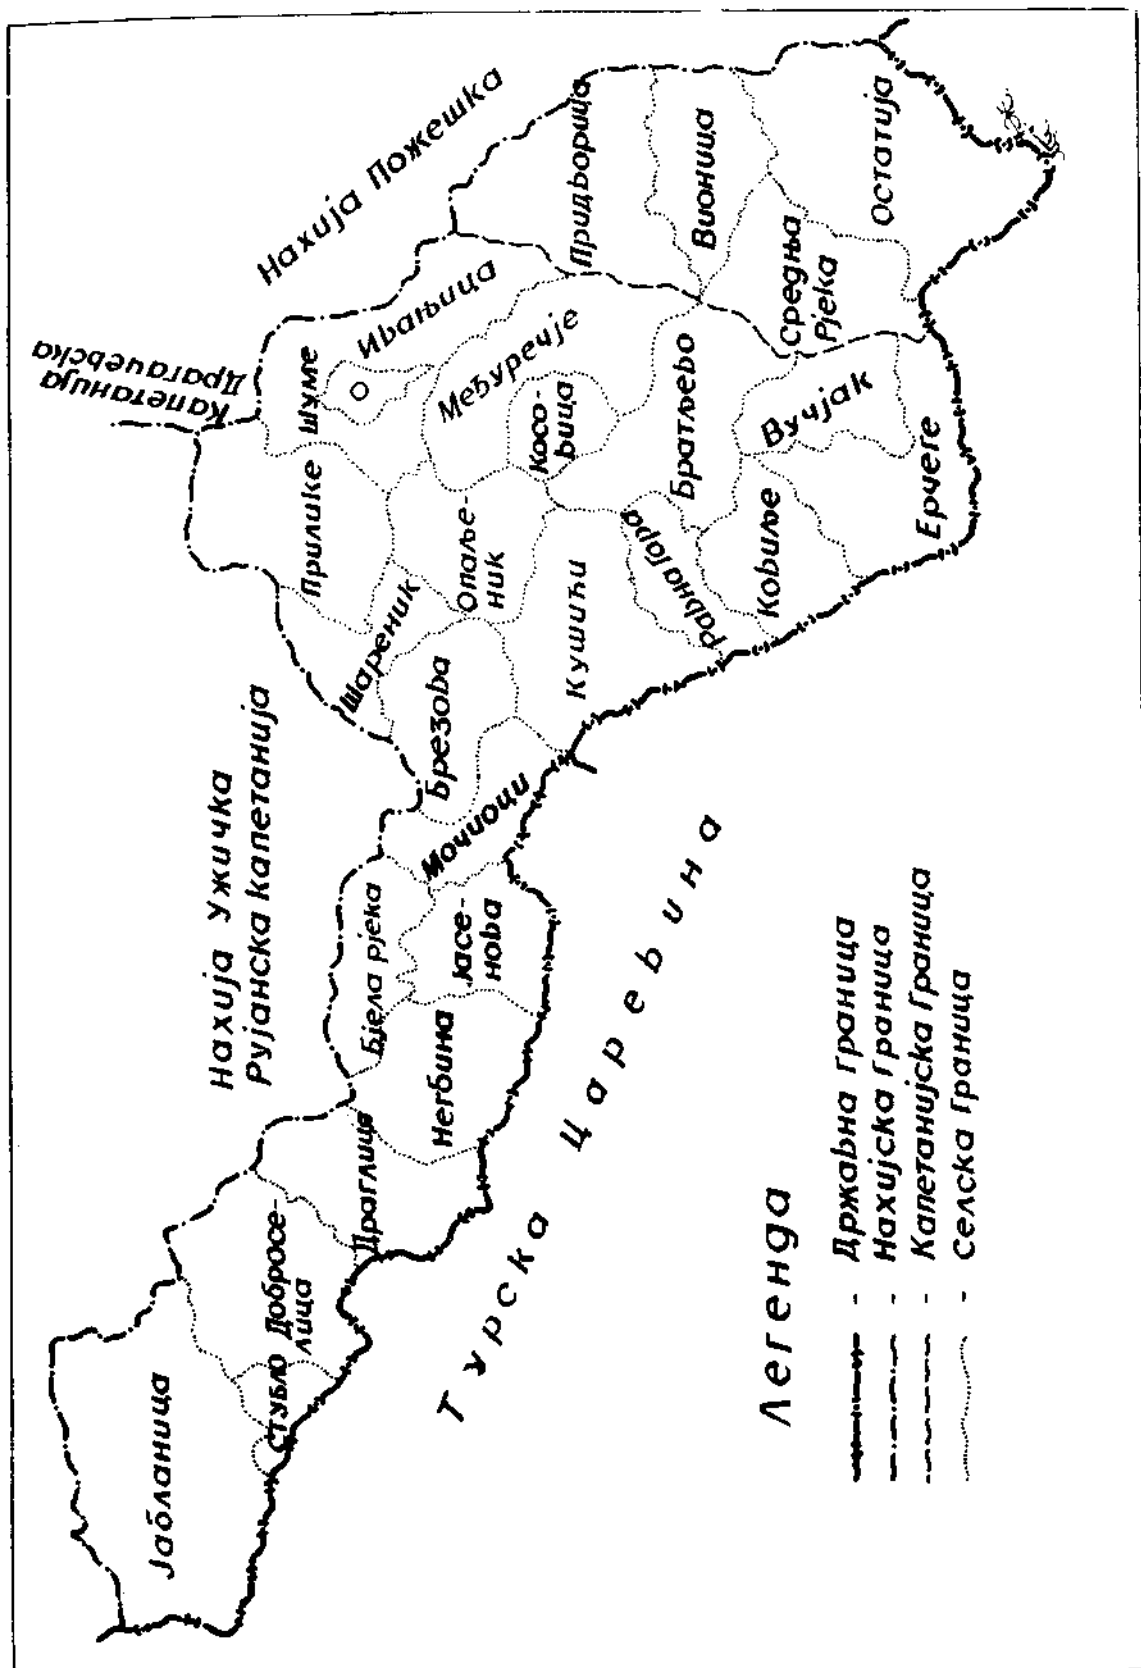 Нахија Пожешка
Капетанија
Драгачевска
Нахија Ужичка
Рујанска капетанија
Јабланица
Стубло
Доброcе-
лица
Драглица
Бјела рјека
Негбина
Јасе-
нова
Мочиоци
Брезова
Шареник
Прилике
Шуме
Ивањица
Опаље-
ник
Међуречје
Косо-
вица
Кушићи
Равна Гора
Братљево
Ковиље
Вучјак
Ерчеге
Придворица
Вионица
Средња
Рјека
Остатија
Турска Царевина
Легенда
- Државна граница
- Нахијска Граница
- Капетанијска Граница
- Селска Граница